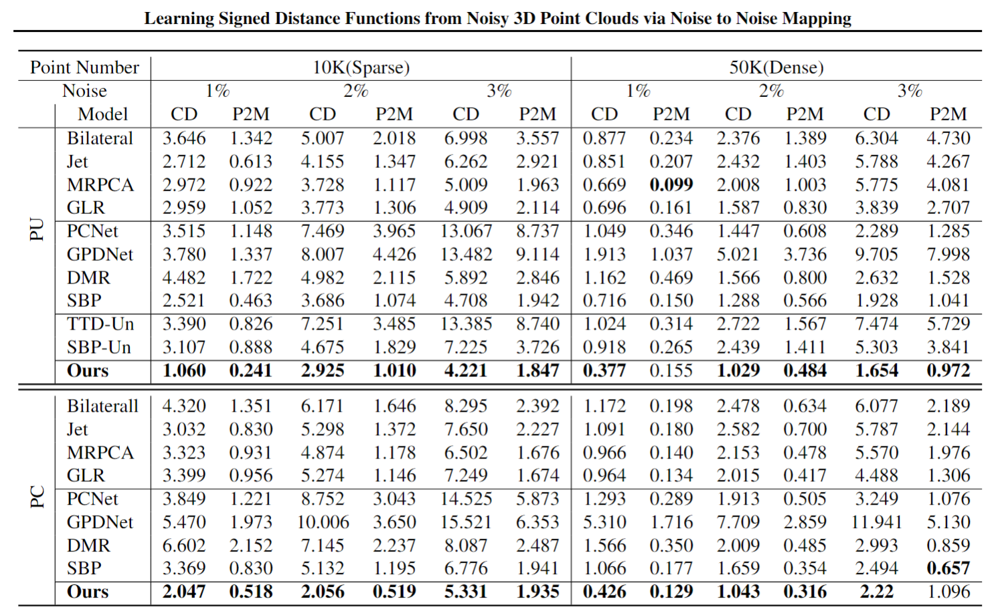 Learning Signed Distance Functions from Noisy 3D Point Clouds via Noise to Noise Mapping
Point Number 10K(Sparse) 50K(Dense)
Noise 1% 2% 3% 1% 2% 3%
Model CD P2M CD P2M CD P2M CD P2M CD P2M CD P2M
PU
Bilateral 3.646 1.342 5.007 2.018 6.998 3.557 0.877 0.234 2.376 1.389 6.304 4.730
Jet 2.712 0.613 4.155 1.347 6.262 2.921 0.851 0.207 2.432 1.403 5.788 4.267
MRPCA 2.972 0.922 3.728 1.117 5.009 1.963 0.669 0.099 2.008 1.003 5.775 4.081
GLR 2.959 1.052 3.773 1.306 4.909 2.114 0.696 0.161 1.587 0.830 3.839 2.707
PCNet 3.515 1.148 7.469 3.965 13.067 8.737 1.049 0.346 1.447 0.608 2.289 1.285
GPDNet 3.780 1.337 8.007 4.426 13.482 9.114 1.913 1.037 5.021 3.736 9.705 7.998
DMR 4.482 1.722 4.982 2.115 5.892 2.846 1.162 0.469 1.566 0.800 2.632 1.528
SBP 2.521 0.463 3.686 1.074 4.708 1.942 0.716 0.150 1.288 0.566 1.928 1.041
TTD-Un 3.390 0.826 7.251 3.485 13.385 8.740 1.024 0.314 2.722 1.567 7.474 5.729
SBP-Un 3.107 0.888 4.675 1.829 7.225 3.726 0.918 0.265 2.439 1.411 5.303 3.841
Ours 1.060 0.241 2.925 1.010 4.221 1.847 0.377 0.155 1.029 0.484 1.654 0.972
PC
Bilaterall 4.320 1.351 6.171 1.646 8.295 2.392 1.172 0.198 2.478 0.634 6.077 2.189
Jet 3.032 0.830 5.298 1.372 7.650 2.227 1.091 0.180 2.582 0.700 5.787 2.144
MRPCA 3.323 0.931 4.874 1.178 6.502 1.676 0.966 0.140 2.153 0.478 5.570 1.976
GLR 3.399 0.956 5.274 1.146 7.249 1.674 0.964 0.134 2.015 0.417 4.488 1.306
PCNet 3.849 1.221 8.752 3.043 14.525 5.873 1.293 0.289 1.913 0.505 3.249 1.076
GPDNet 5.470 1.973 10.006 3.650 15.521 6.353 5.310 1.716 7.709 2.859 11.941 5.130
DMR 6.602 2.152 7.145 2.237 8.087 2.487 1.566 0.350 2.009 0.485 2.993 0.859
SBP 3.369 0.830 5.132 1.195 6.776 1.941 1.066 0.177 1.659 0.354 2.494 0.657
Ours 2.047 0.518 2.056 0.519 5.331 1.935 0.426 0.129 1.043 0.316 2.22 1.096